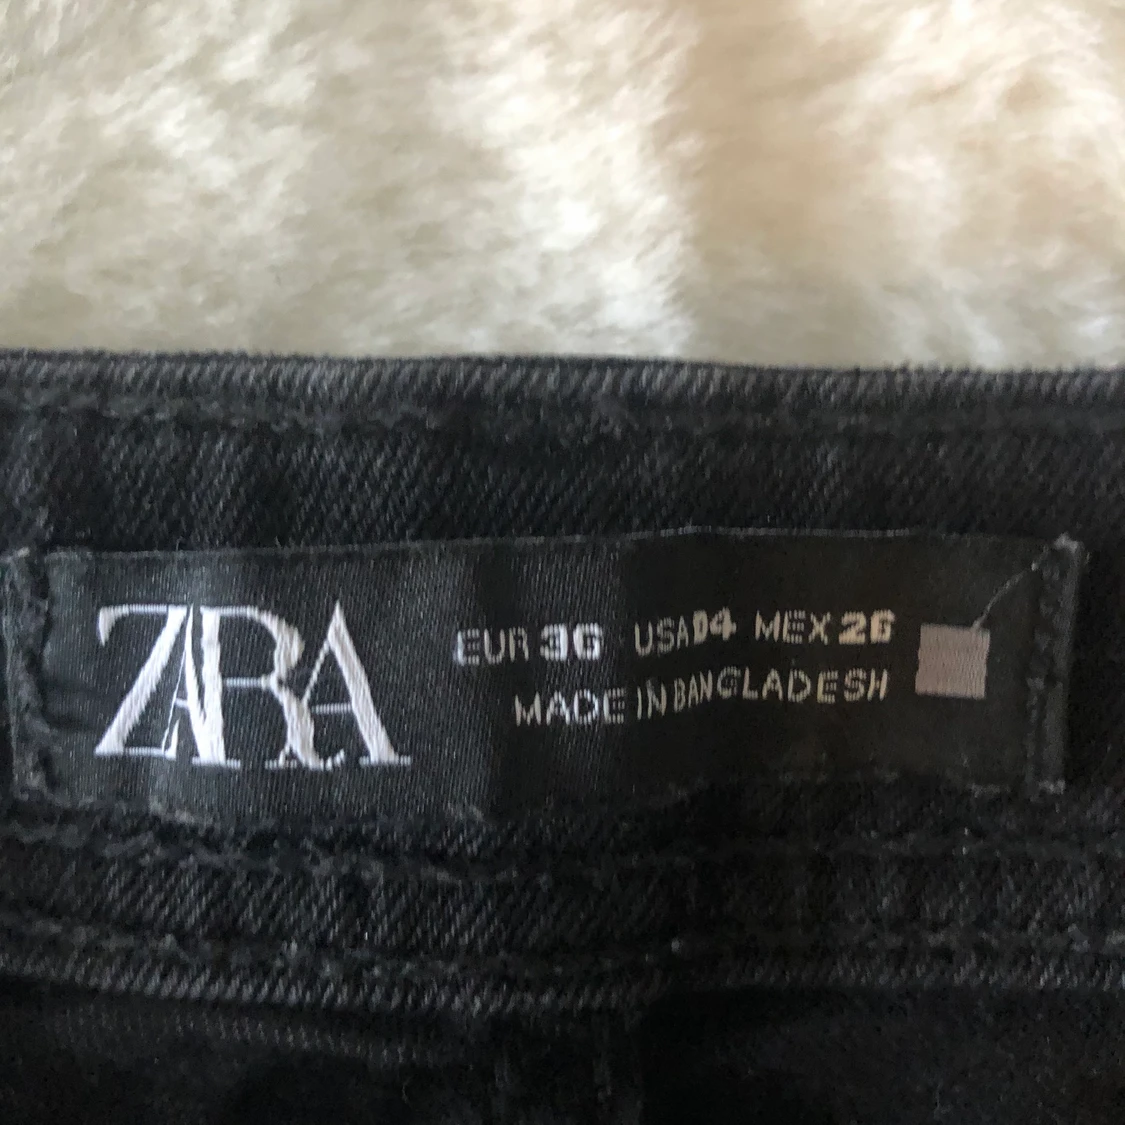 ZARA
EUR 36 USA 04 MEX 26
MADE IN BANGLADESH